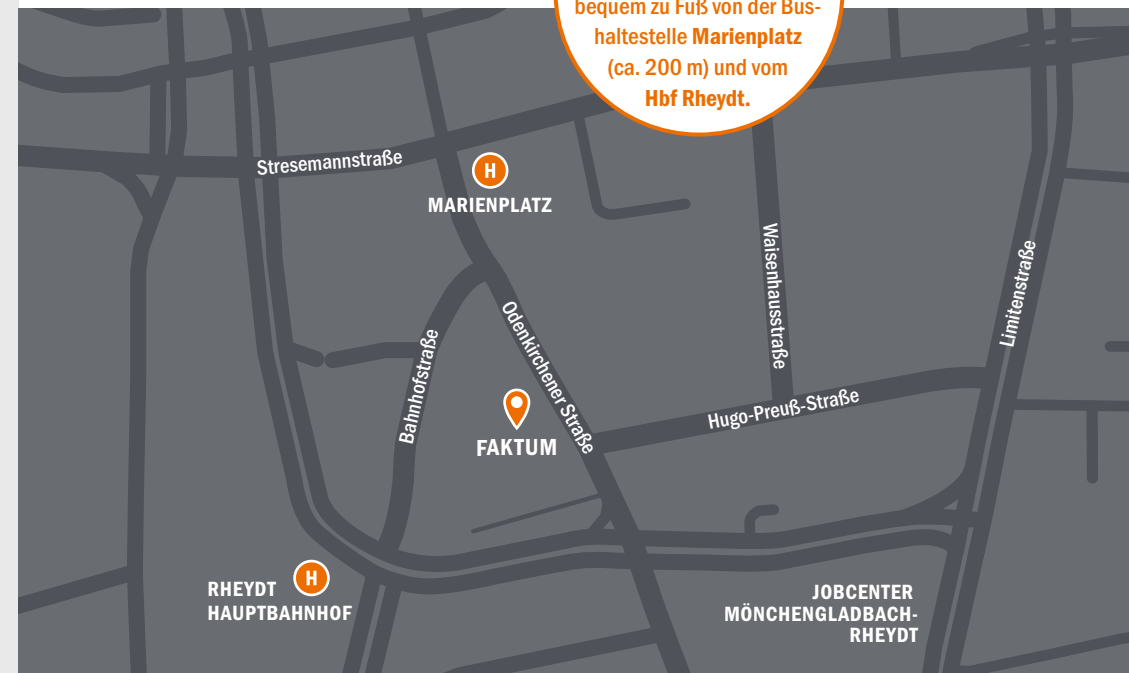 bequem zu Fuß von der Bus-
haltestelle Marienplatz
(ca. 200 m) und vom
Hbf Rheydt.
Stresemannstraße
H
MARIENPLATZ
Waisenhausstraße
Limitenstraße
Odenkirchener Straße
Bahnhofstraße
Hugo-Preuß-Straße
FAKTUM
H
RHEYDT
HAUPTBAHNHOF
JOBCENTER
MÖNCHENGLADBACH-
RHEYDT